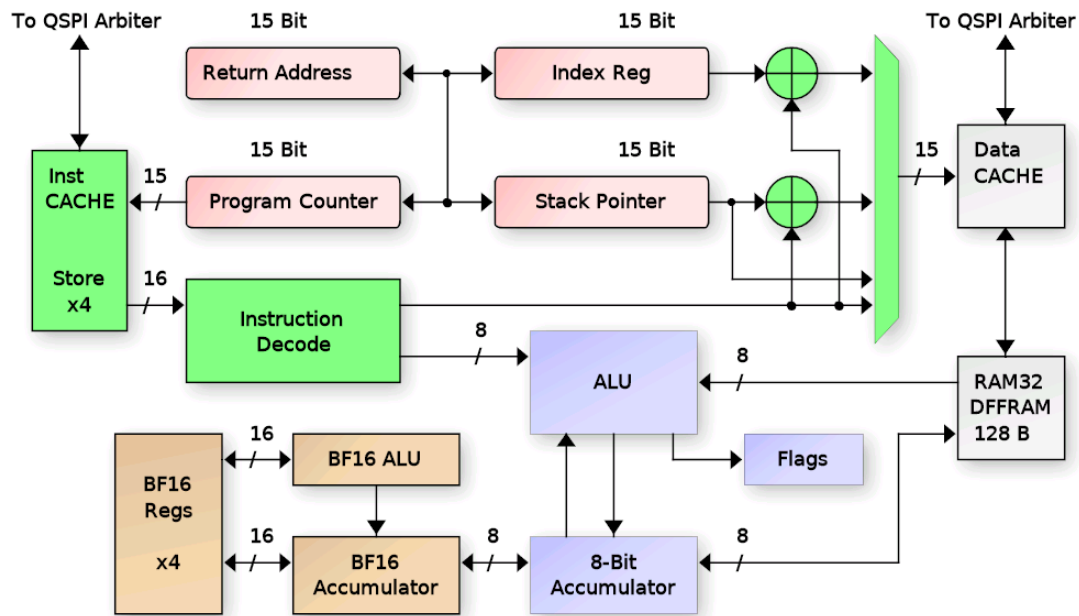 To QSPI Arbiter
15 Bit
15 Bit
To QSPI Arbiter
Return Address
Index Reg
15 Bit
15 Bit
Inst
CACHE
15
Program Counter
Stack Pointer
15
Data
CACHE
Store
x4
16
Instruction
Decode
8
ALU
8
RAM32
DFFRAM
128 B
BF16
Regs
x4
16
BF16 ALU
Flags
16
BF16
Accumulator
8
8-Bit
Accumulator
8